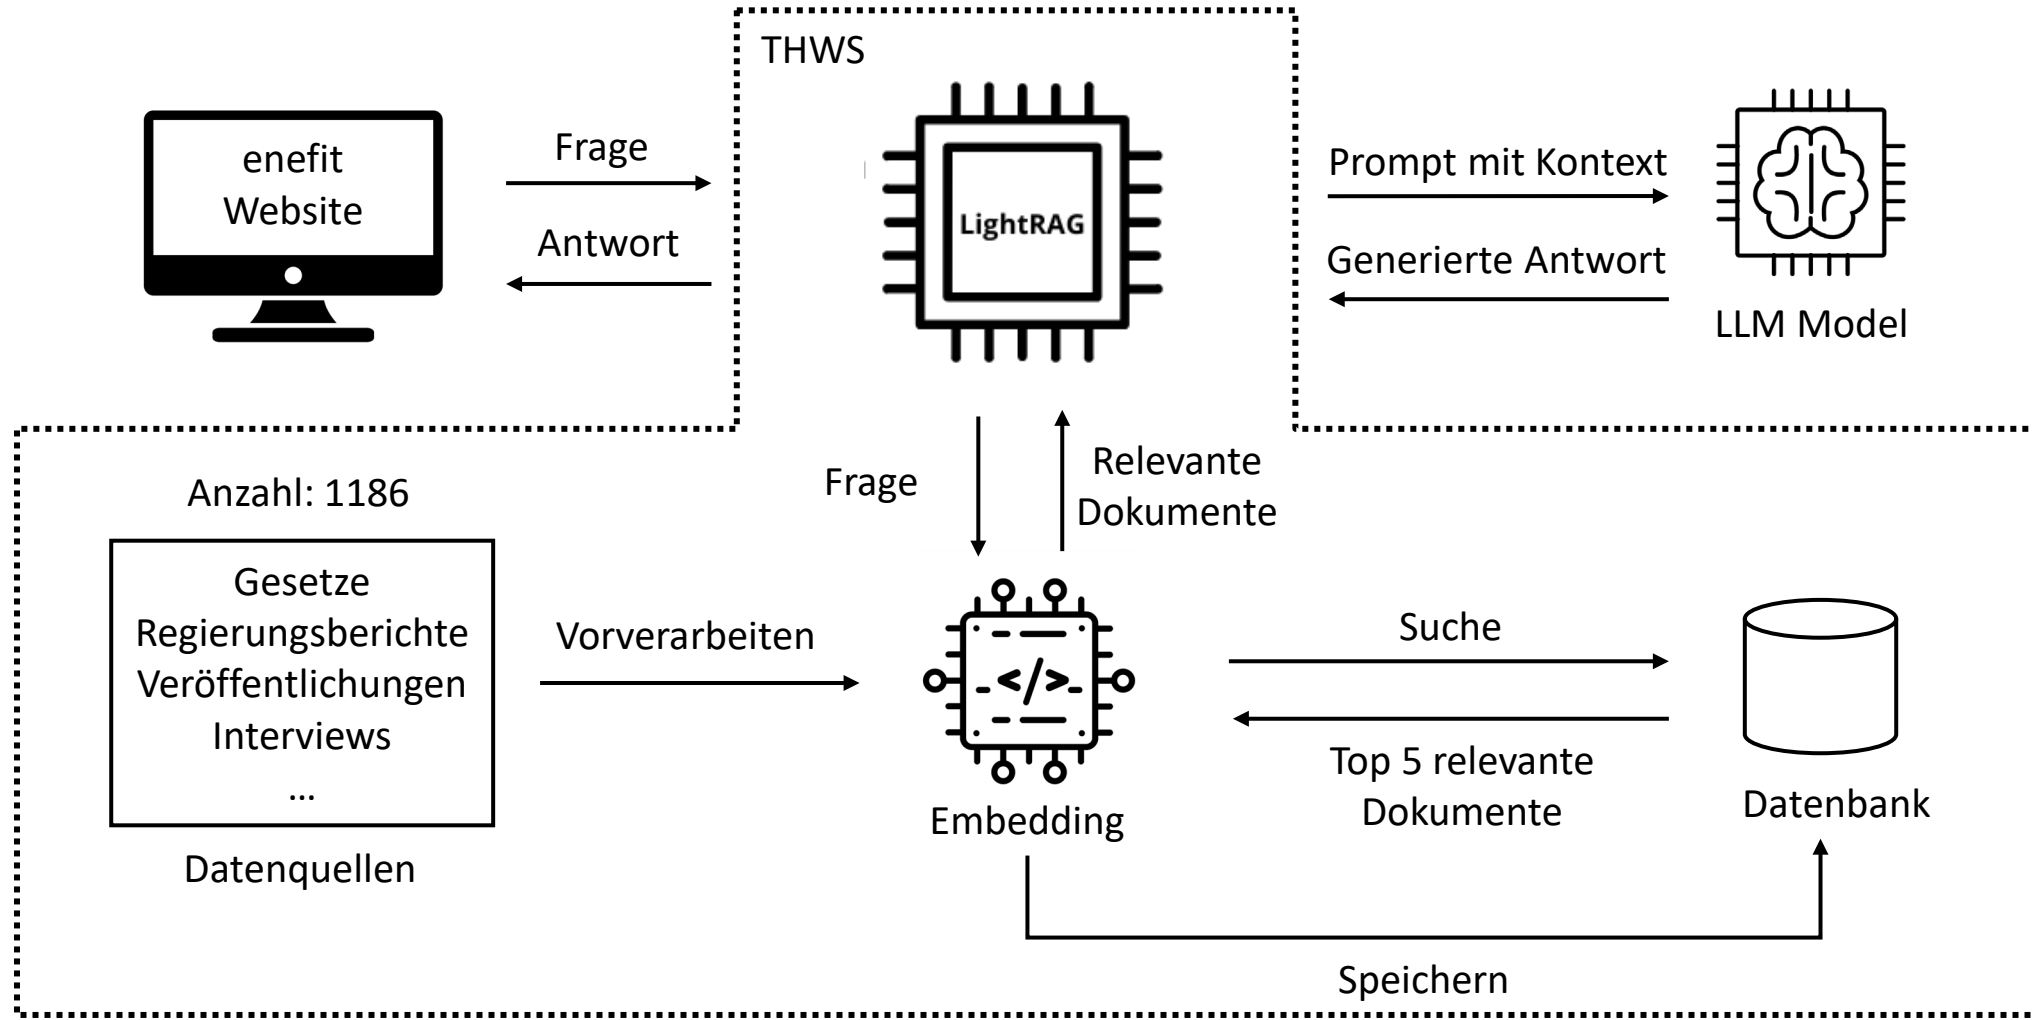 THWS
enefit
Website
Frage
Antwort
LightRAG
Prompt mit Kontext
Generierte Antwort
LLM Model
Frage
Relevante
Dokumente
Anzahl: 1186
Gesetze
Regierungsberichte
Veröffentlichungen
Interviews
...
Datenquellen
Vorverarbeiten
</>
Embedding
Suche
Top 5 relevante
Dokumente
Datenbank
Speichern